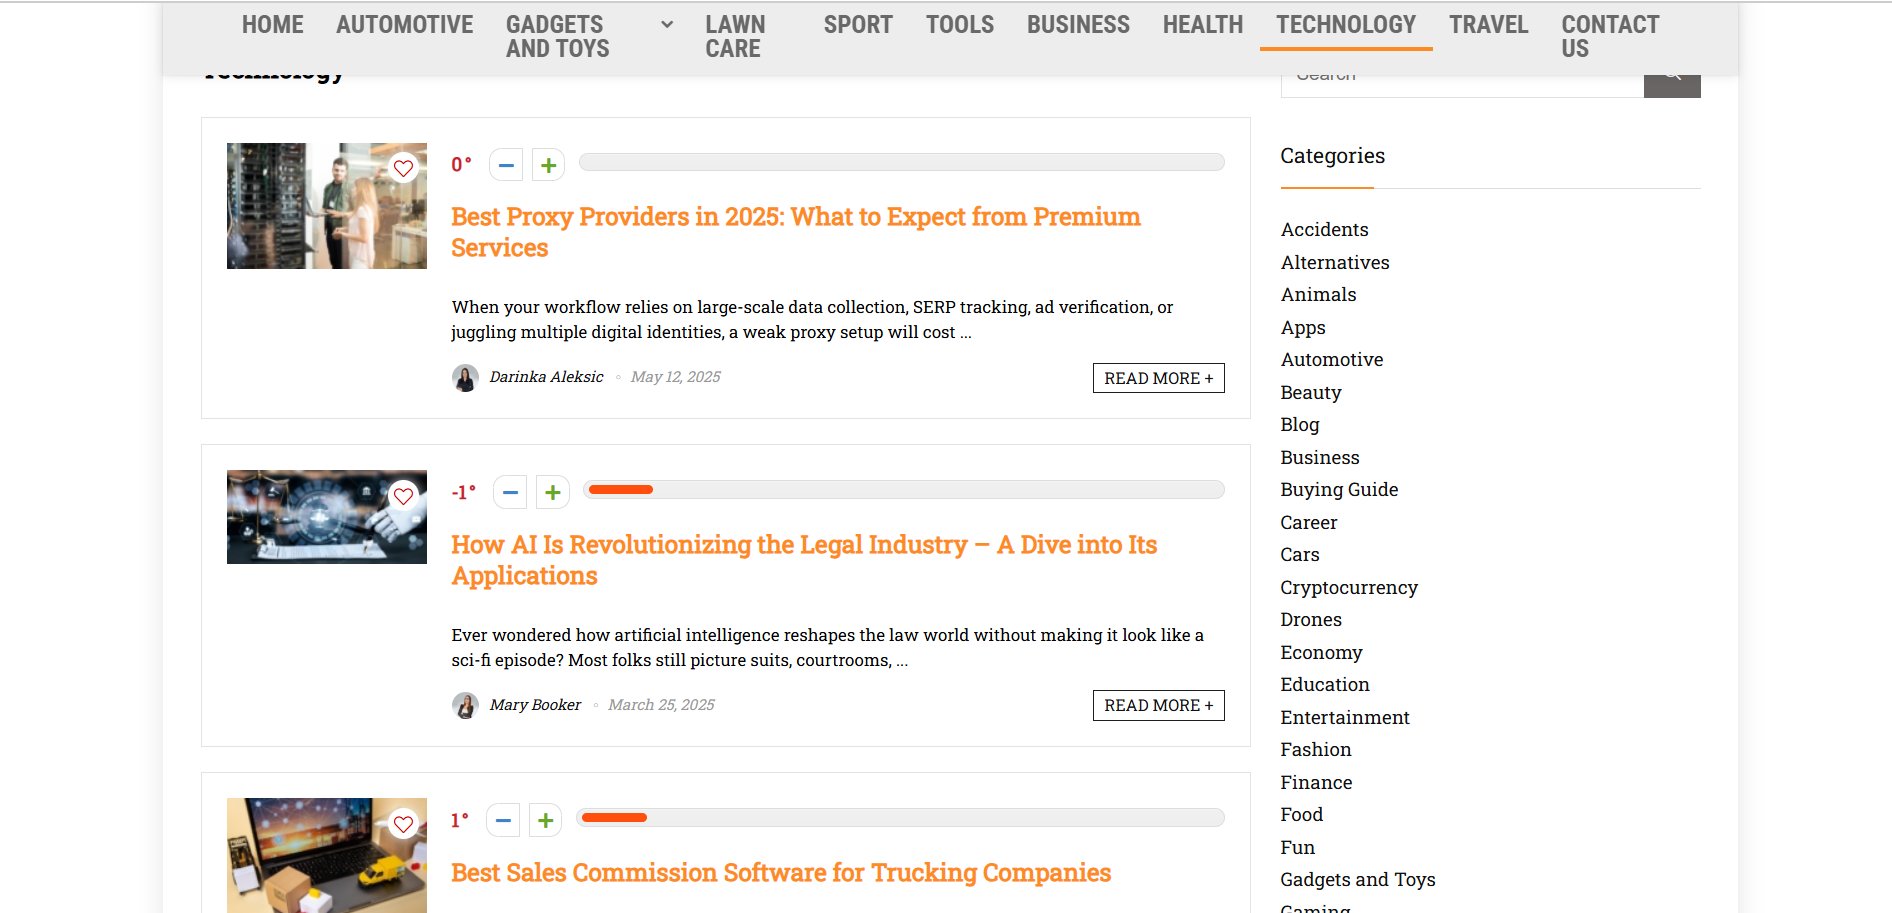 HOME AUTOMOTIVE GADGETS AND TOYS LAWN CARE SPORT TOOLS BUSINESS HEALTH TECHNOLOGY TRAVEL CONTACT US
Technology
0°
Best Proxy Providers in 2025: What to Expect from Premium
Services
When your workflow relies on large-scale data collection, SERP tracking, ad verification, or
juggling multiple digital identities, a weak proxy setup will cost ...
Darinka Aleksic May 12, 2025
READ MORE +
-1°
How AI Is Revolutionizing the Legal Industry – A Dive into Its
Applications
Ever wondered how artificial intelligence reshapes the law world without making it look like a
sci-fi episode? Most folks still picture suits, courtrooms, ...
Mary Booker March 25, 2025
READ MORE +
1°
Best Sales Commission Software for Trucking Companies
Search
Categories
Accidents
Alternatives
Animals
Apps
Automotive
Beauty
Blog
Business
Buying Guide
Career
Cars
Cryptocurrency
Drones
Economy
Education
Entertainment
Fashion
Finance
Food
Fun
Gadgets and Toys
Gaming